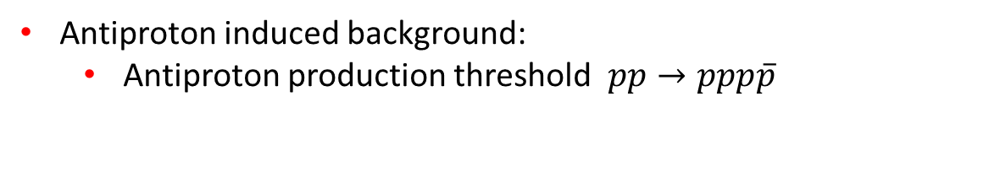 • Antiproton induced background:
• Antiproton production threshold pp → pppp̄